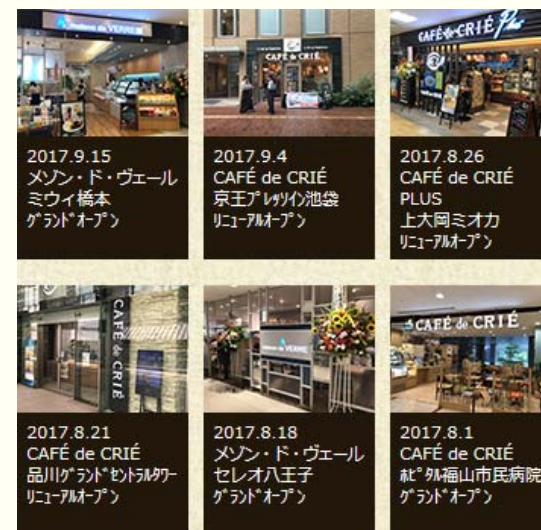 maison de VERRE
CAFÉ de CRIÉ
CAFÉ de CRIÉ Plus
2017.9.15
メゾン・ド・ヴェール
ミウィ橋本
ｸﾞﾗﾝﾄﾞｵｰﾌﾟﾝ
2017.9.4
CAFÉ de CRIÉ
京王ﾌﾟﾚｯｿｲﾝ池袋
ﾘﾆｭｰｱﾙｵｰﾌﾟﾝ
2017.8.26
CAFÉ de CRIÉ
PLUS
上大岡ミオカ
ﾘﾆｭｰｱﾙｵｰﾌﾟﾝ
CAFÉ de CRIÉ
maison de VERRE
CAFÉ de CRIÉ
2017.8.21
CAFÉ de CRIÉ
品川ｸﾞﾗﾝﾄﾞｾﾝﾄﾗﾙﾀﾜｰ
ﾘﾆｭｰｱﾙｵｰﾌﾟﾝ
2017.8.18
メゾン・ド・ヴェール
セレオ八王子
ｸﾞﾗﾝﾄﾞｵｰﾌﾟﾝ
2017.8.1
CAFÉ de CRIÉ
ﾎｽﾋﾟﾀﾙ福山市民病院
ｸﾞﾗﾝﾄﾞｵｰﾌﾟﾝ